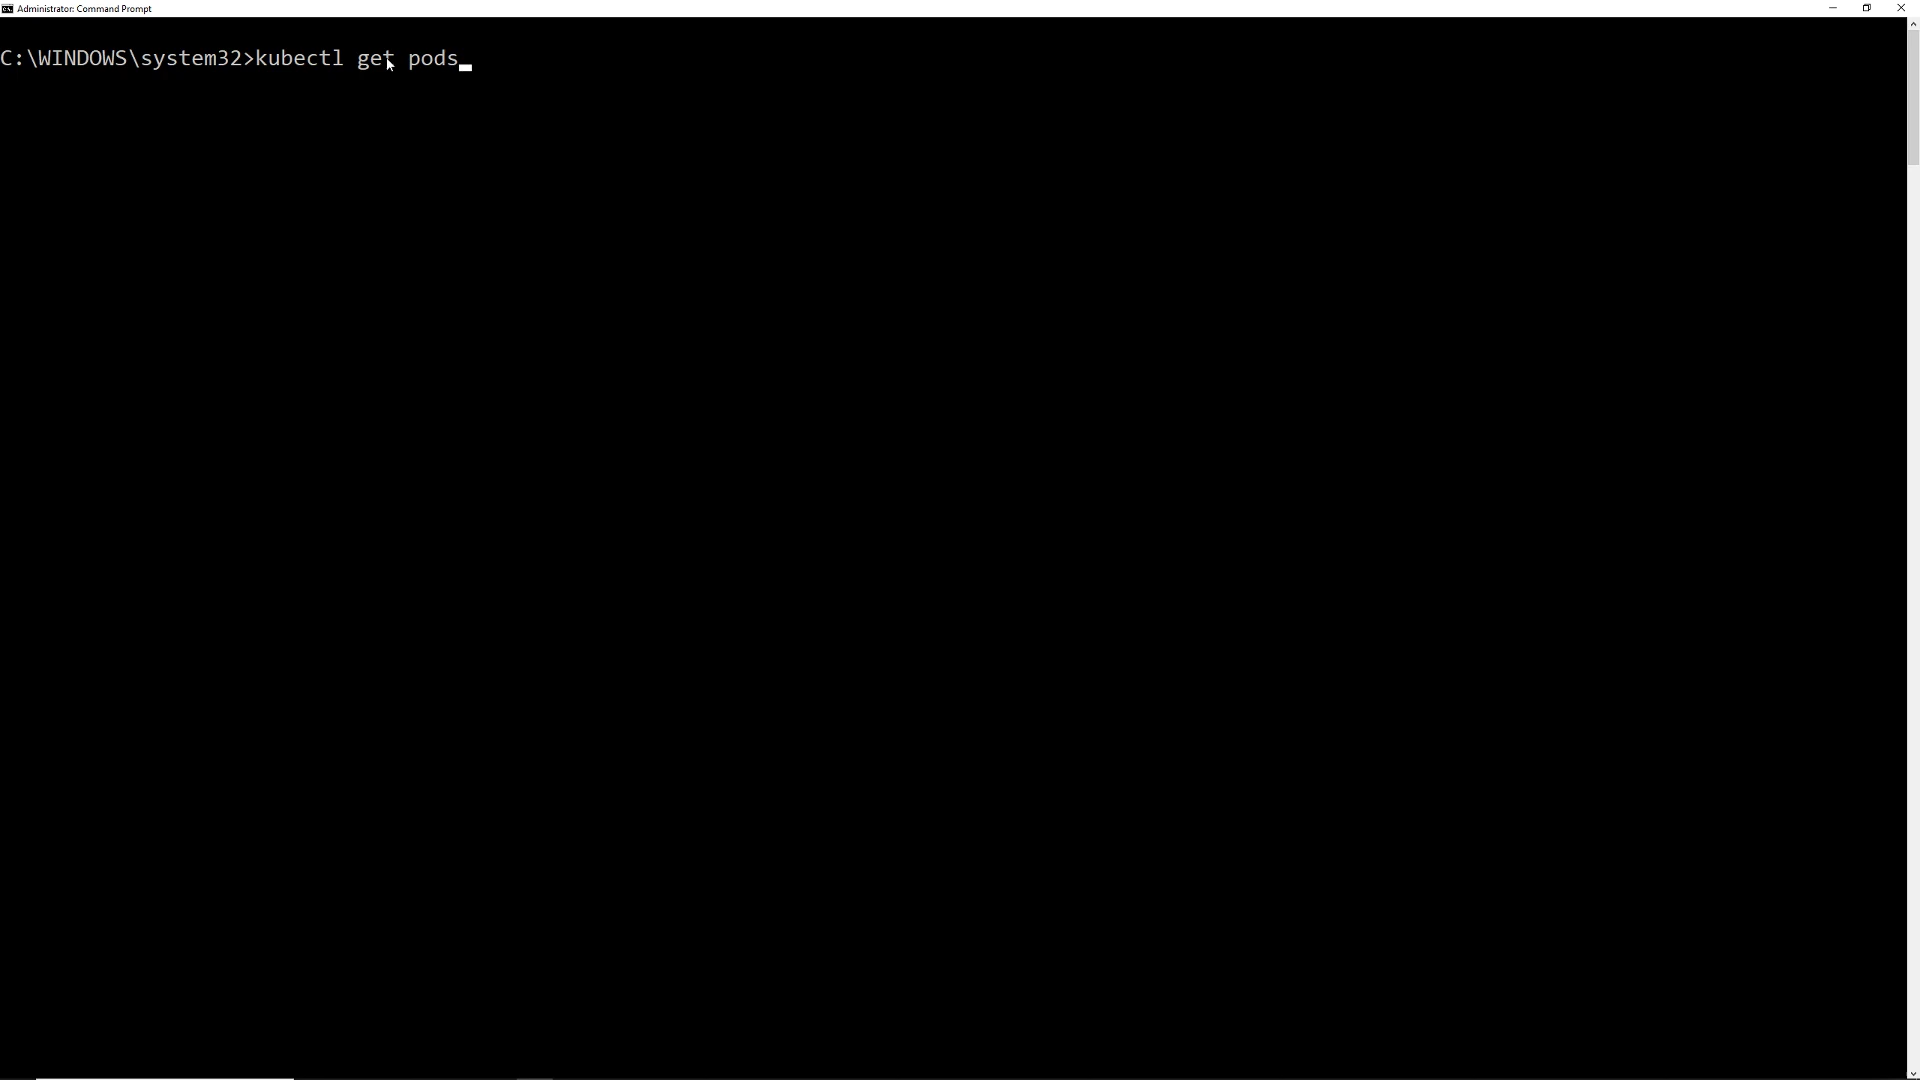 Administrator: Command Prompt
C:\WINDOWS\system32>kubectl get pods